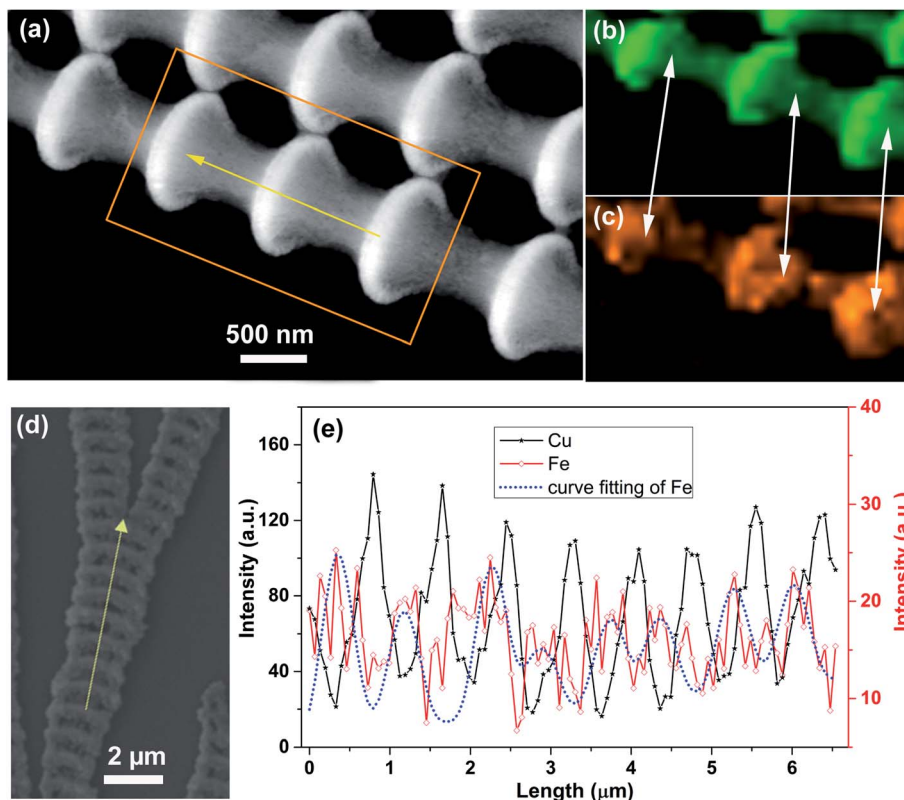 (a)
500 nm
(b)
(c)
(d)
2 μm
(e)
Cu
Fe
curve fitting of Fe
Intensity (a.u.)
160
120
80
40
0
0 1 2 3 4 5 6
Length (μm)
40
30
20
10
Intensity (a.u.)